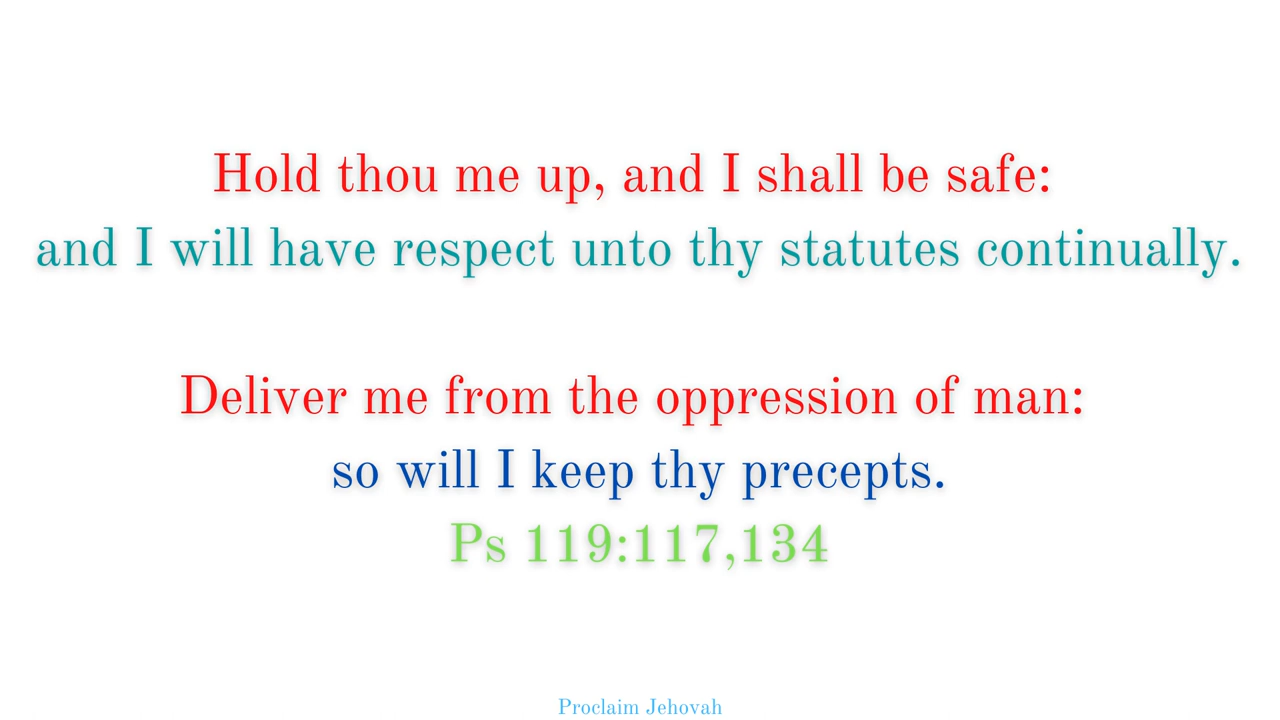 Hold thou me up, and I shall be safe:
and I will have respect unto thy statutes continually.
Deliver me from the oppression of man:
so will I keep thy precepts.
Ps 119:117,134
Proclaim Jehovah